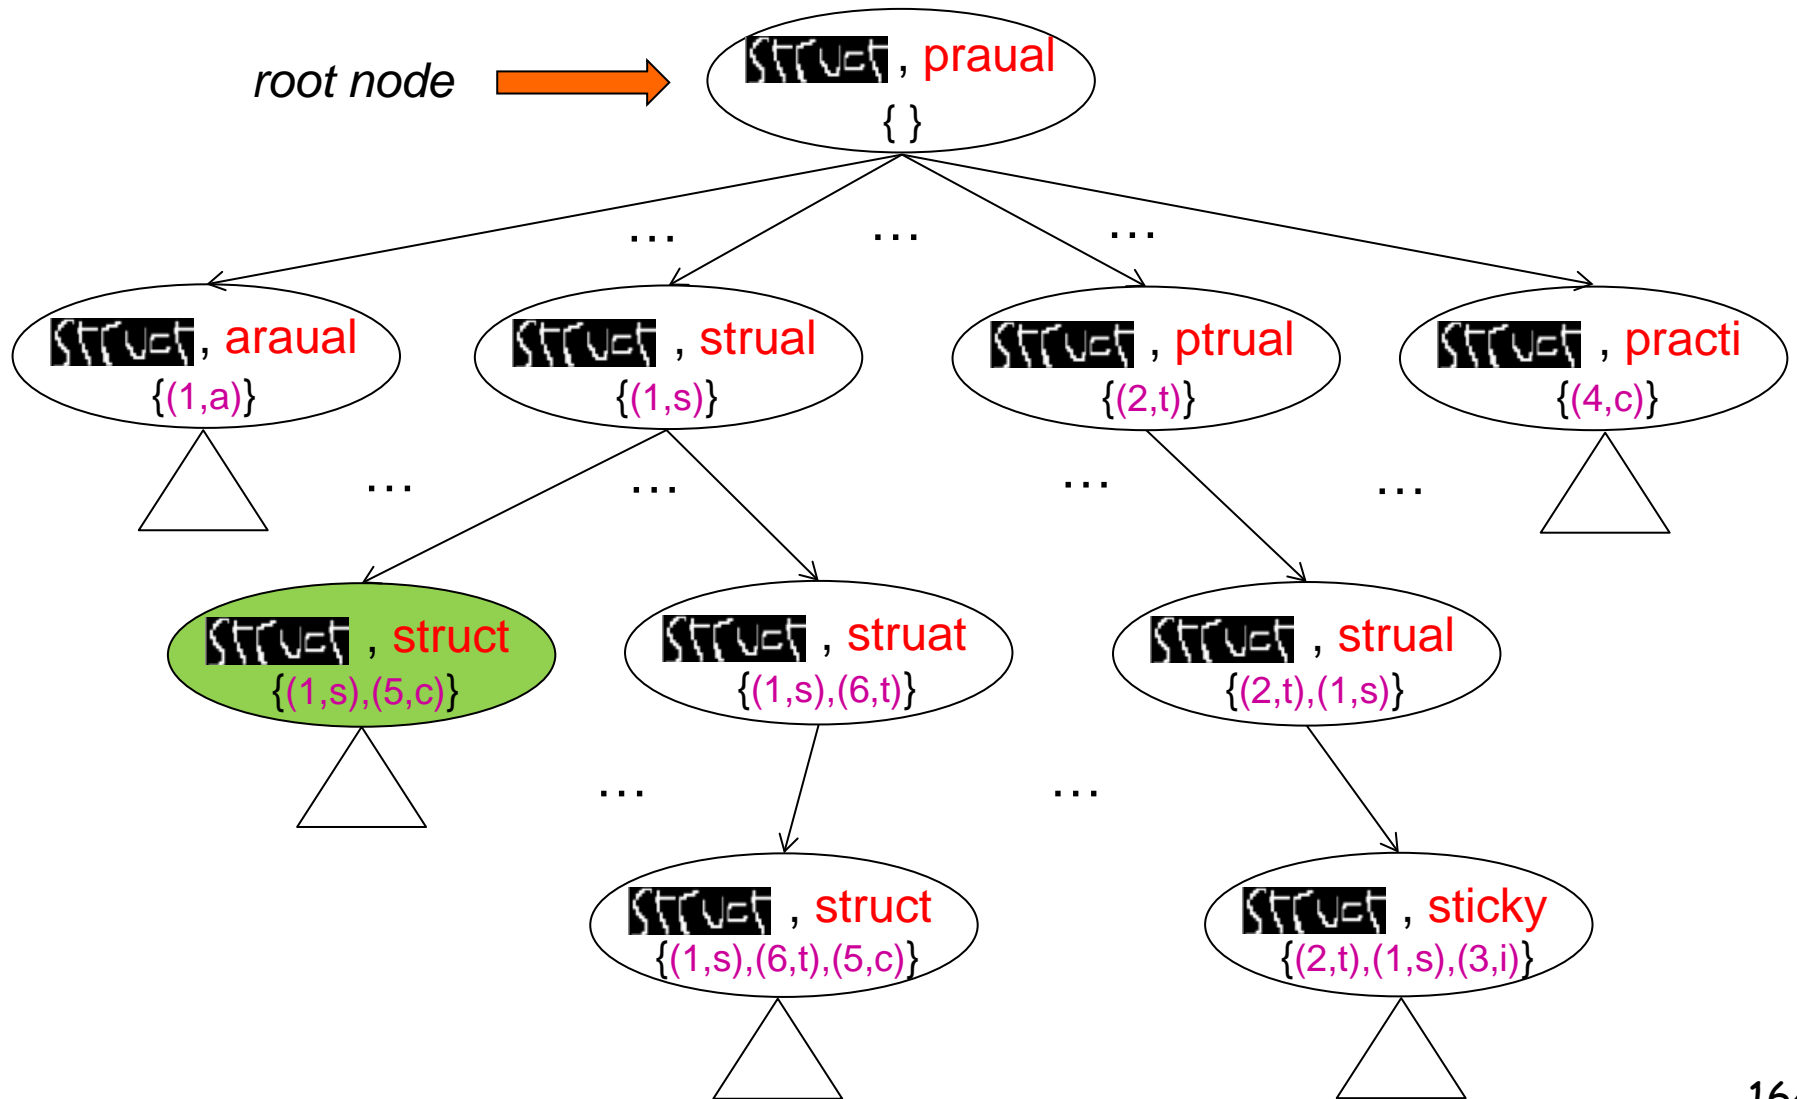 struct , praual
root node
{ }
… … …
struct , araual
{(1,a)}
struct , strual
{(1,s)}
struct , ptrual
{(2,t)}
struct , practi
{(4,c)}
… … … …
struct , struct
{(1,s),(5,c)}
struct , struat
{(1,s),(6,t)}
struct , strual
{(2,t),(1,s)}
… …
struct , struct
{(1,s),(6,t),(5,c)}
struct , sticky
{(2,t),(1,s),(3,i)}